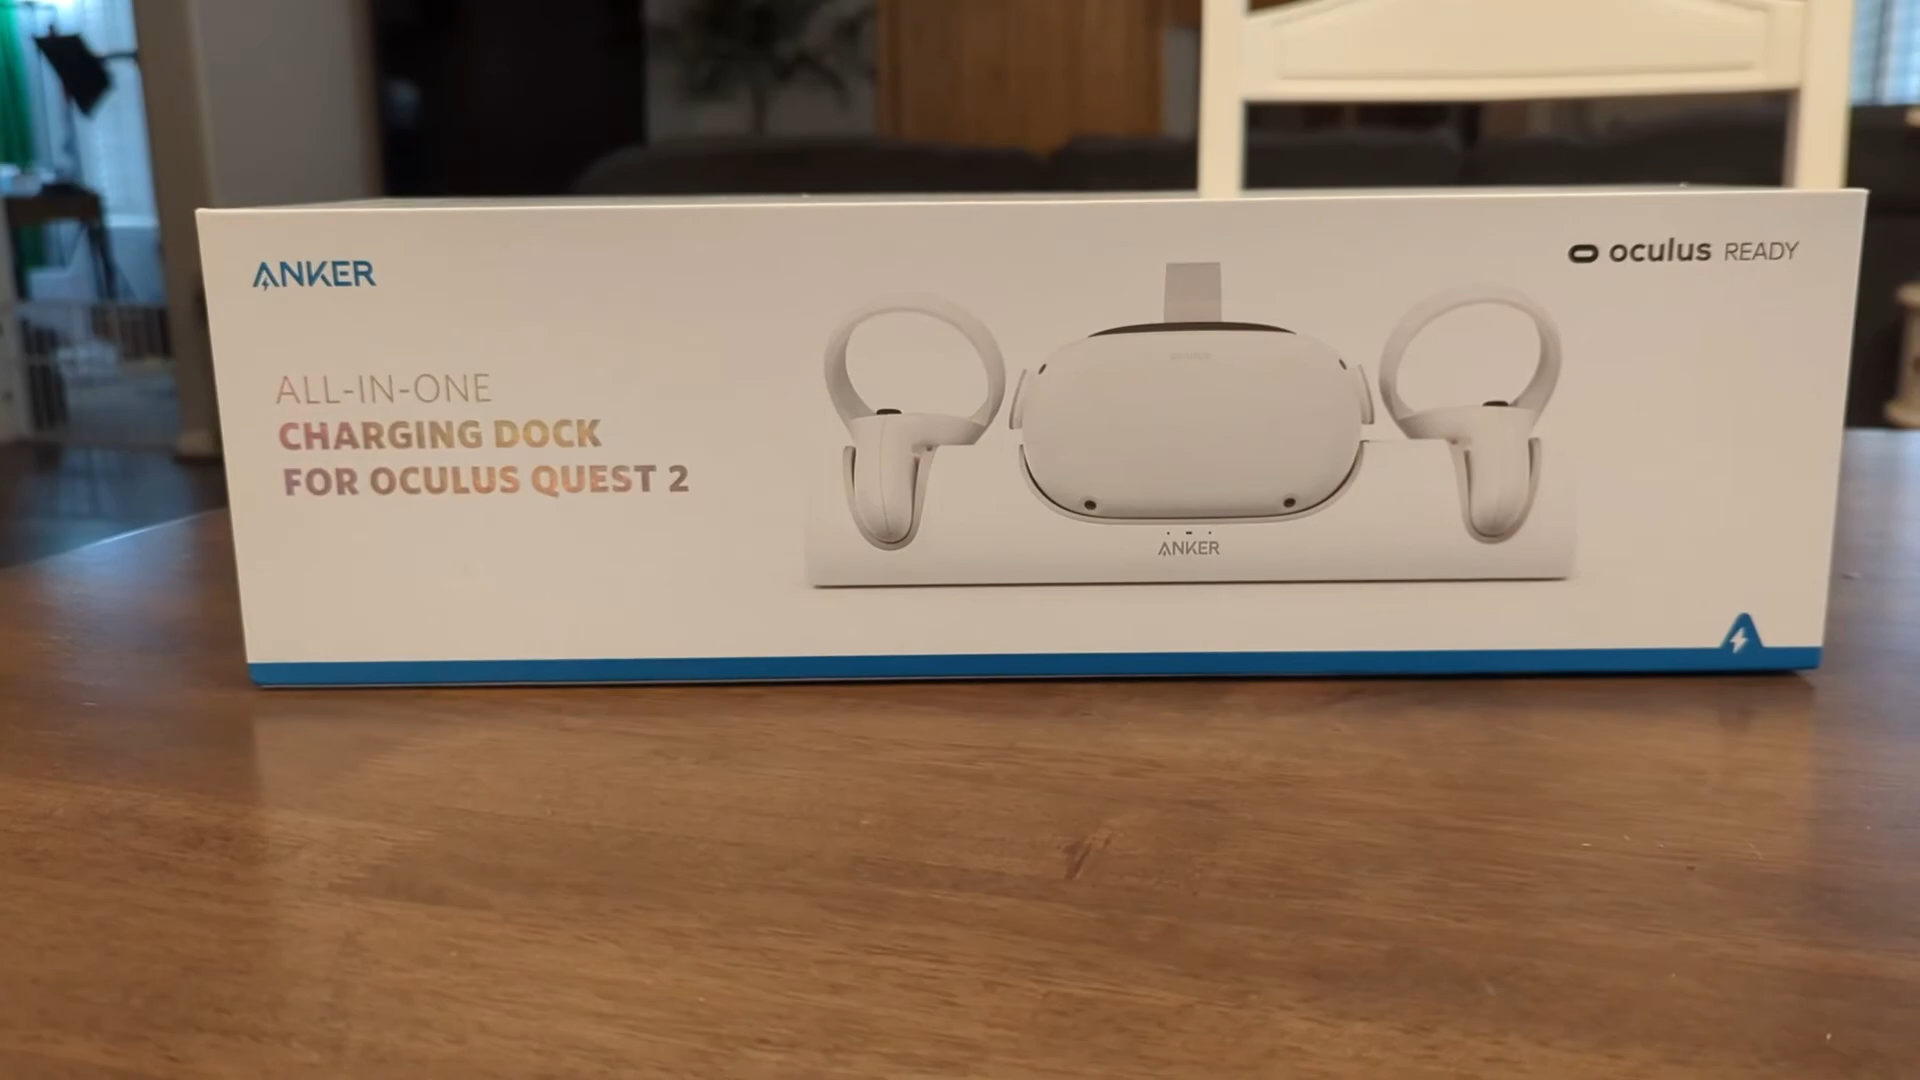 ANKER
oculus READY
ALL-IN-ONE
CHARGING DOCK
FOR OCULUS QUEST 2
ANKER